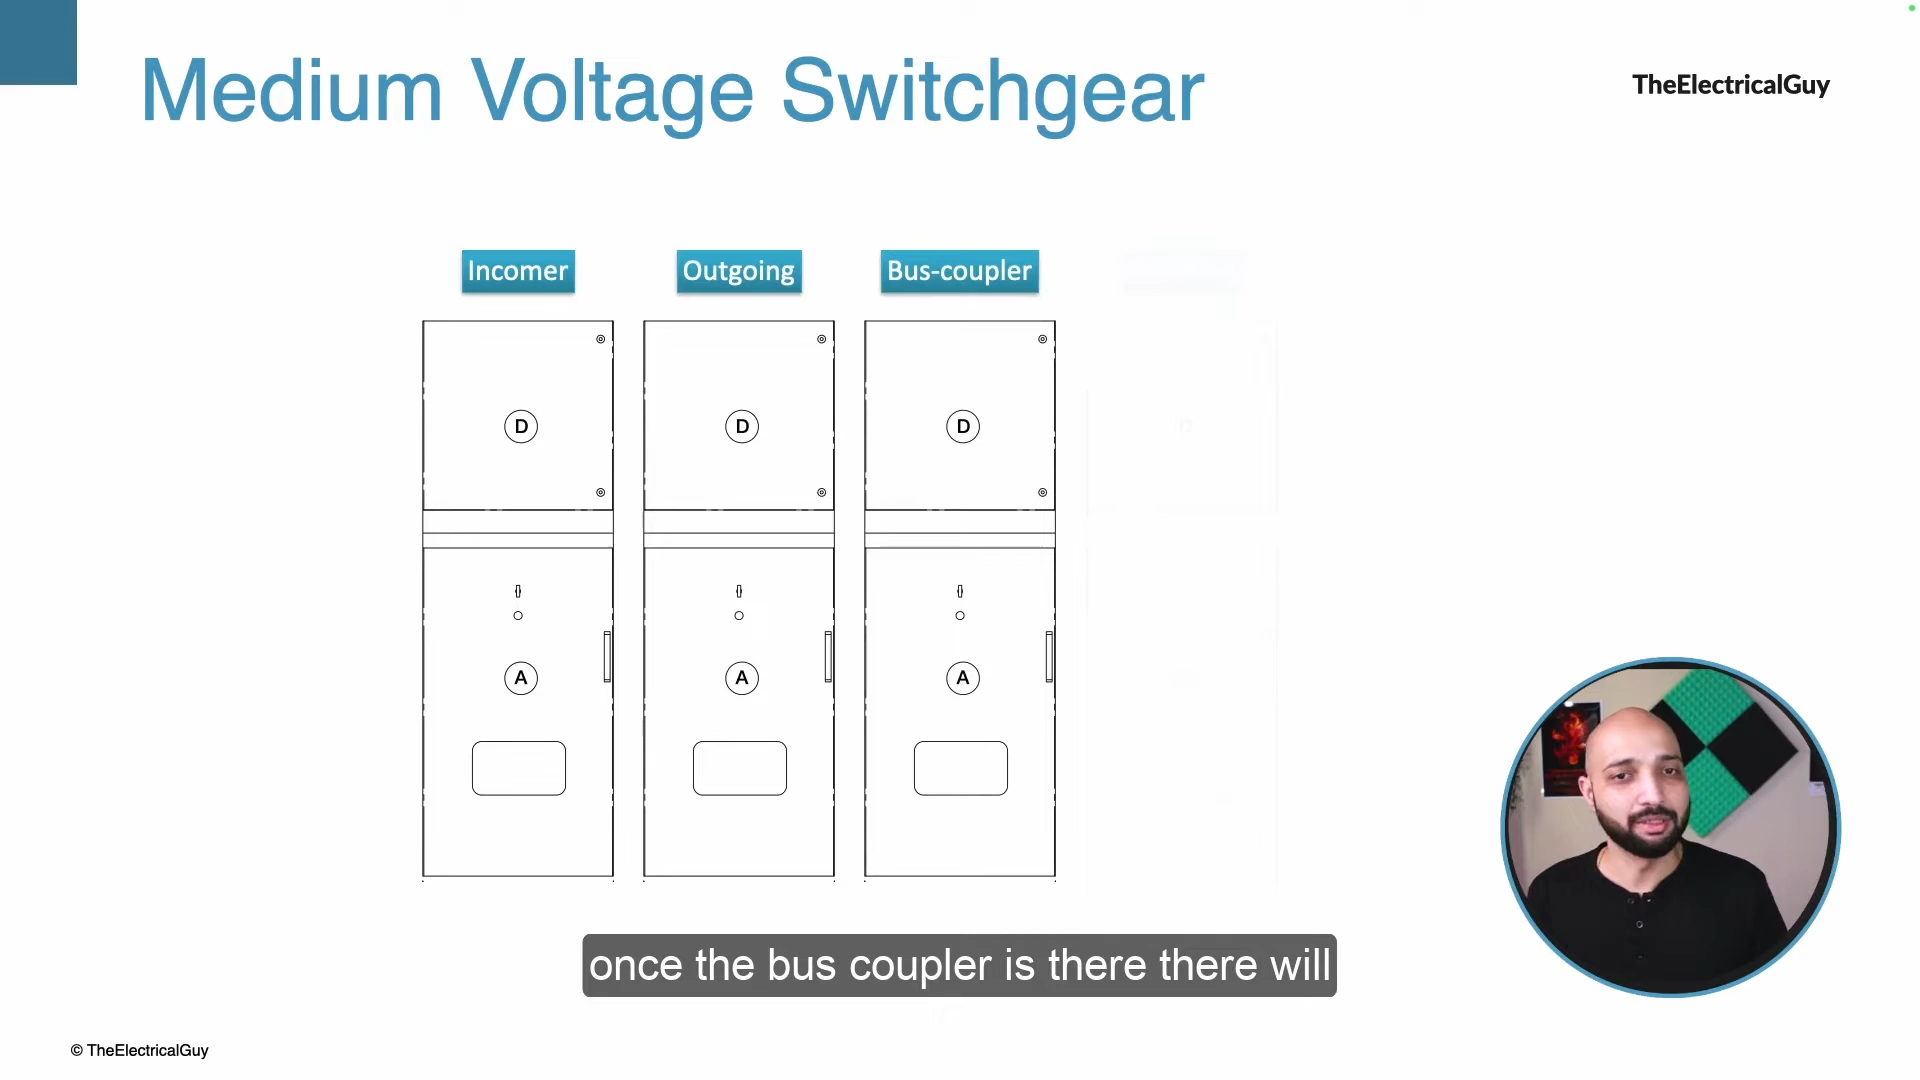 Medium Voltage Switchgear
TheElectricalGuy
Incomer
Outgoing
Bus-coupler
D
D
D
A
A
A
once the bus coupler is there there will
© TheElectricalGuy